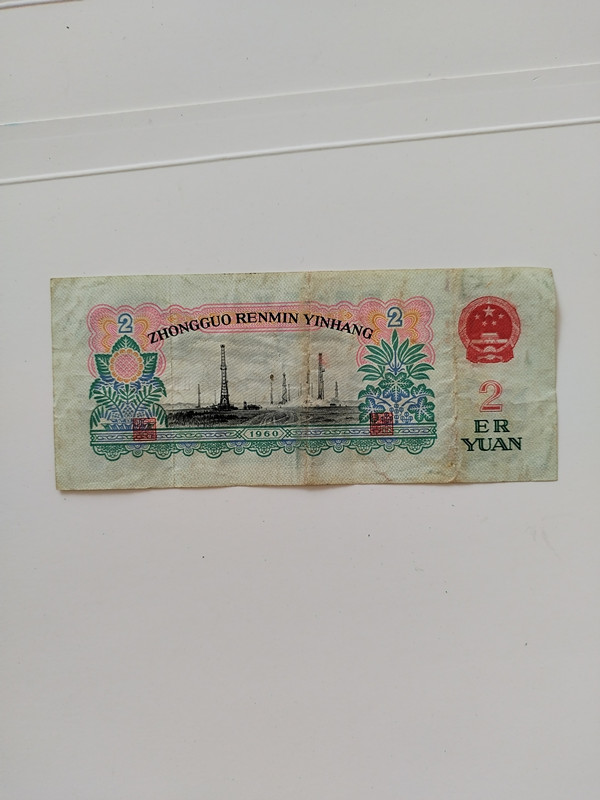 2
2
ZHONGGUO RENMIN YINHANG
2
ER
YUAN
1960